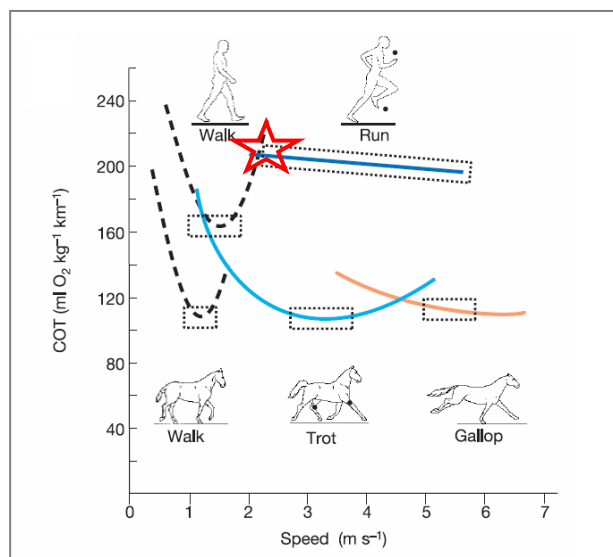 Walk Run
240
200
160
120
80
40
COT (ml O₂ kg⁻¹ km⁻¹)
Walk Trot Gallop
0 1 2 3 4 5 6 7
Speed (m s⁻¹)